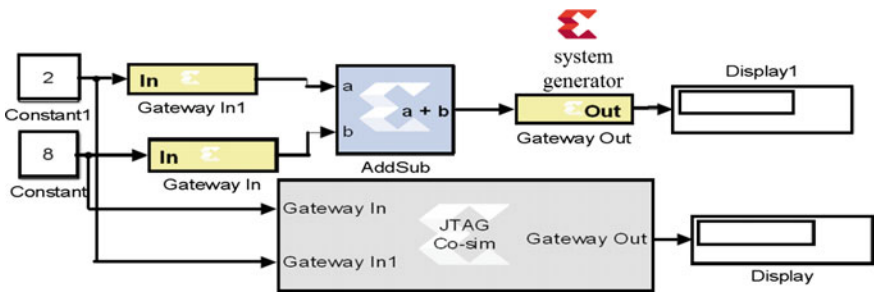 system
generator
2
Constant1
In
Gateway In1
a
b
a + b
AddSub
Out
Gateway Out
Display1
8
Constant
In
Gateway In
Gateway In
Gateway In1
JTAG
Co-sim
Gateway Out
Display